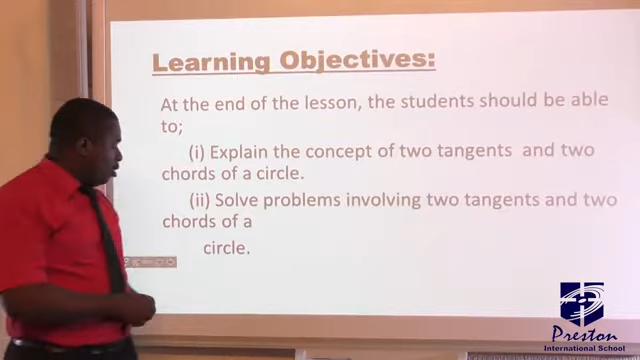 Learning Objectives:
At the end of the lesson, the students should be able
to;
(i) Explain the concept of two tangents and two
chords of a circle.
(ii) Solve problems involving two tangents and two
chords of a
circle.
Preston
International School